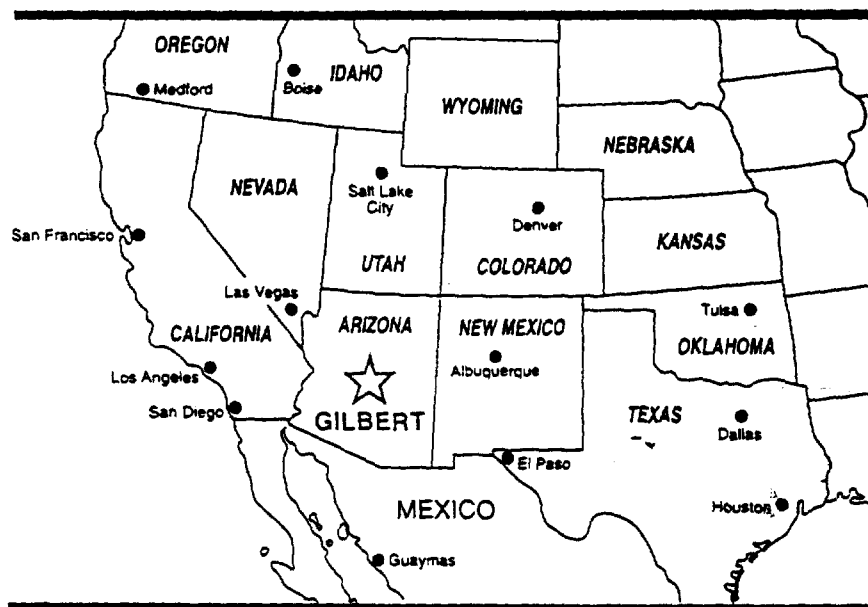 OREGON
Medford
Boise
IDAHO
WYOMING
NEBRASKA
NEVADA
Salt Lake
City
Denver
San Francisco
UTAH
COLORADO
KANSAS
Las Vegas
CALIFORNIA
ARIZONA
NEW MEXICO
Tulsa
OKLAHOMA
Los Angeles
Albuquerque
San Diego
GILBERT
TEXAS
Dallas
El Paso
MEXICO
Houston
Guaymas